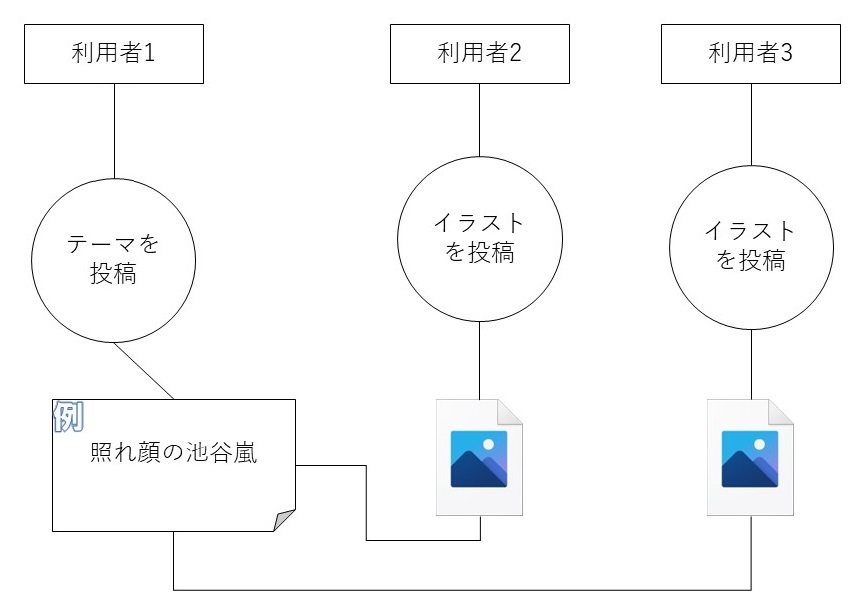 利用者1
利用者2
利用者3
テーマを
投稿
イラスト
を投稿
イラスト
を投稿
例
照れ顔の池谷嵐